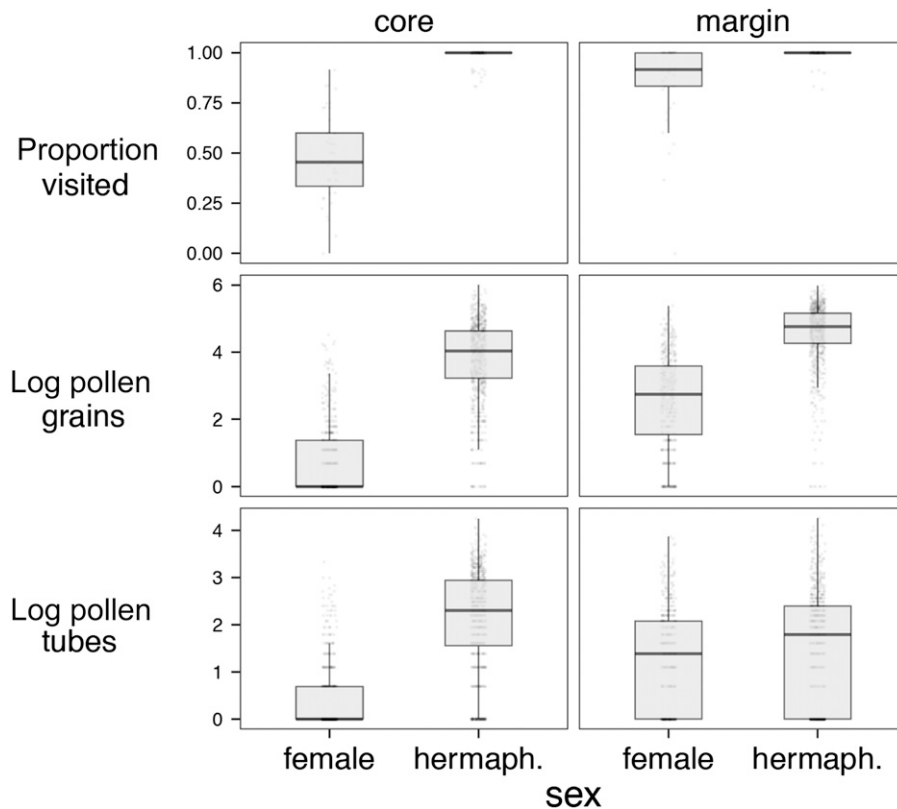 core
margin
Proportion
visited
1.00
0.75
0.50
0.25
0.00
Log pollen
grains
6
4
2
0
Log pollen
tubes
4
3
2
1
0
female
hermaph.
female
hermaph.
sex